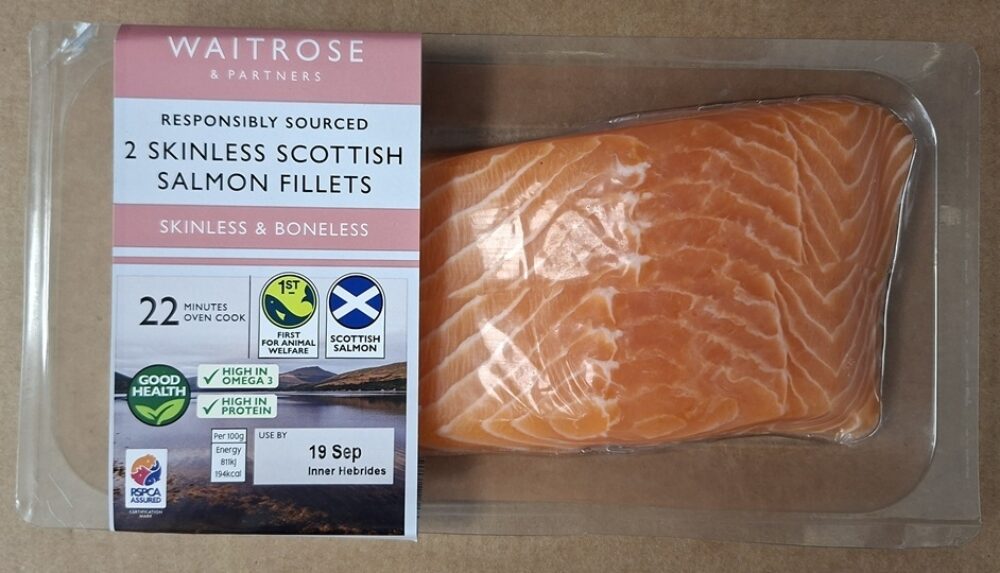 WAITROSE
& PARTNERS
RESPONSIBLY SOURCED
2 SKINLESS SCOTTISH
SALMON FILLETS
SKINLESS & BONELESS
22 MINUTES
OVEN COOK
1ST
FIRST
FOR ANIMAL
WELFARE
SCOTTISH
SALMON
GOOD
HEALTH
HIGH IN
OMEGA 3
HIGH IN
PROTEIN
Per 100g
Energy
811kJ
194kcal
USE BY
19 Sep
Inner Hebrides
RSPCA
ASSURED
CERTIFICATION
MARK